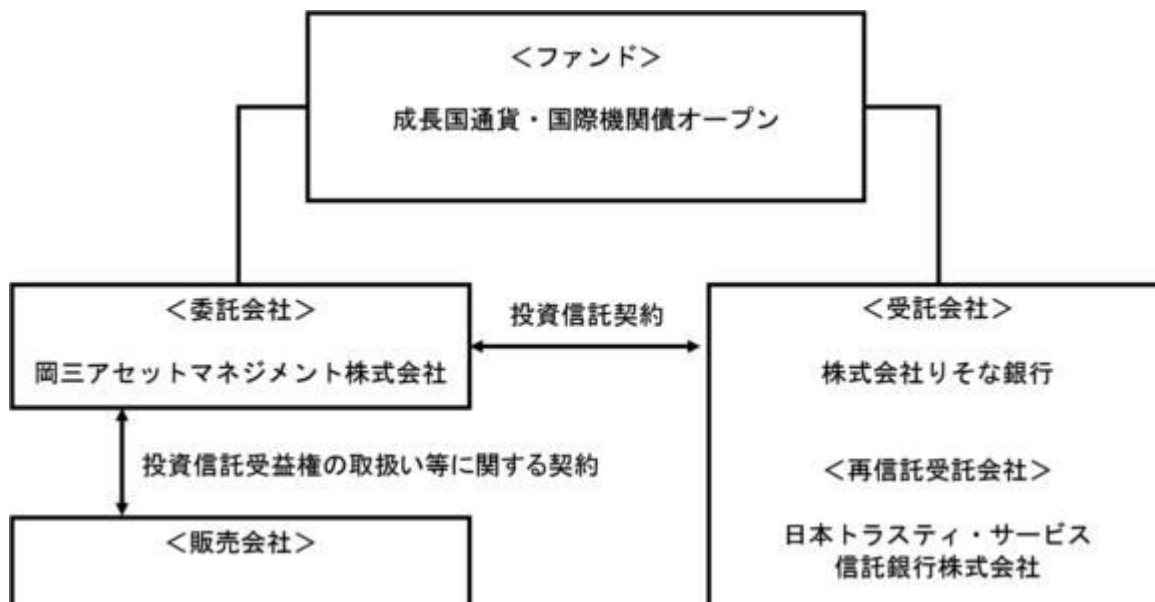 ＜ファンド＞
成長国通貨・国際機関債オープン
＜委託会社＞
岡三アセットマネジメント株式会社
投資信託契約
＜受託会社＞
株式会社りそな銀行
投資信託受益権の取扱い等に関する契約
＜再信託受託会社＞
日本トラスティ・サービス
信託銀行株式会社
＜販売会社＞